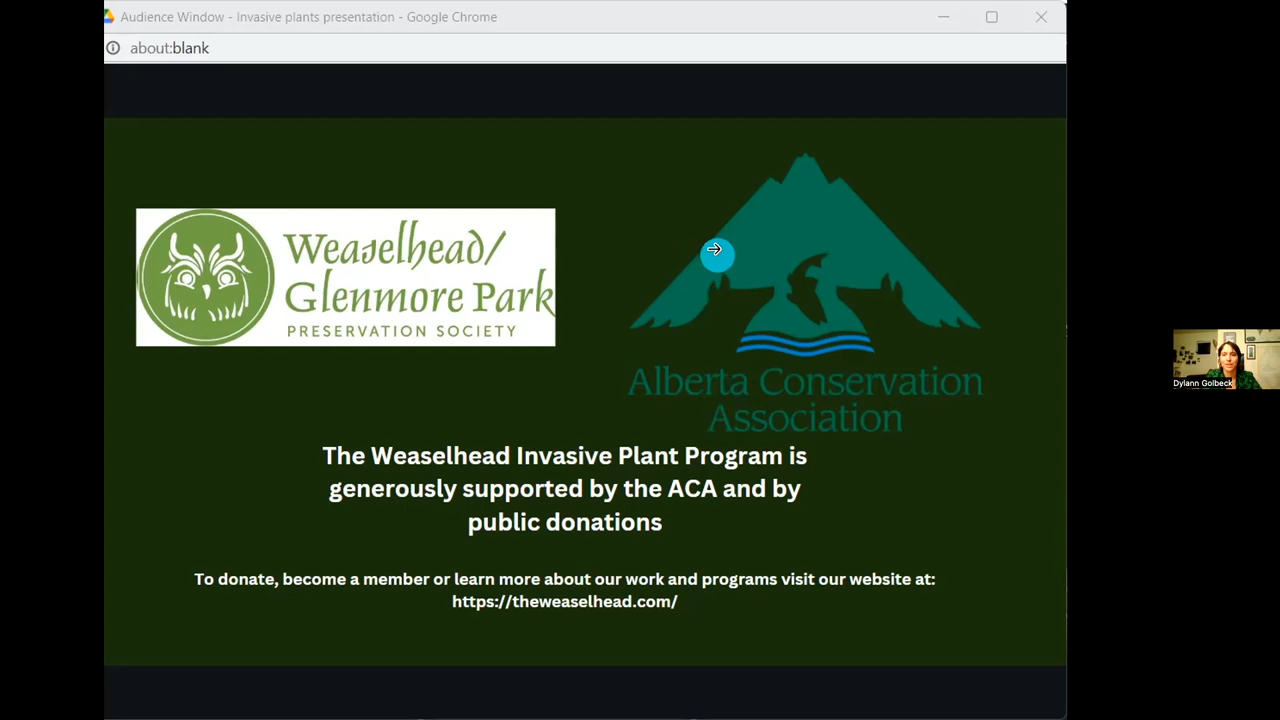 Audience Window - Invasive plants presentation - Google Chrome
about:blank
Weaselhead/
Glenmore Park
PRESERVATION SOCIETY
Alberta Conservation
Association
The Weaselhead Invasive Plant Program is
generously supported by the ACA and by
public donations
To donate, become a member or learn more about our work and programs visit our website at:
https://theweaselhead.com/
Dylann Golbeck